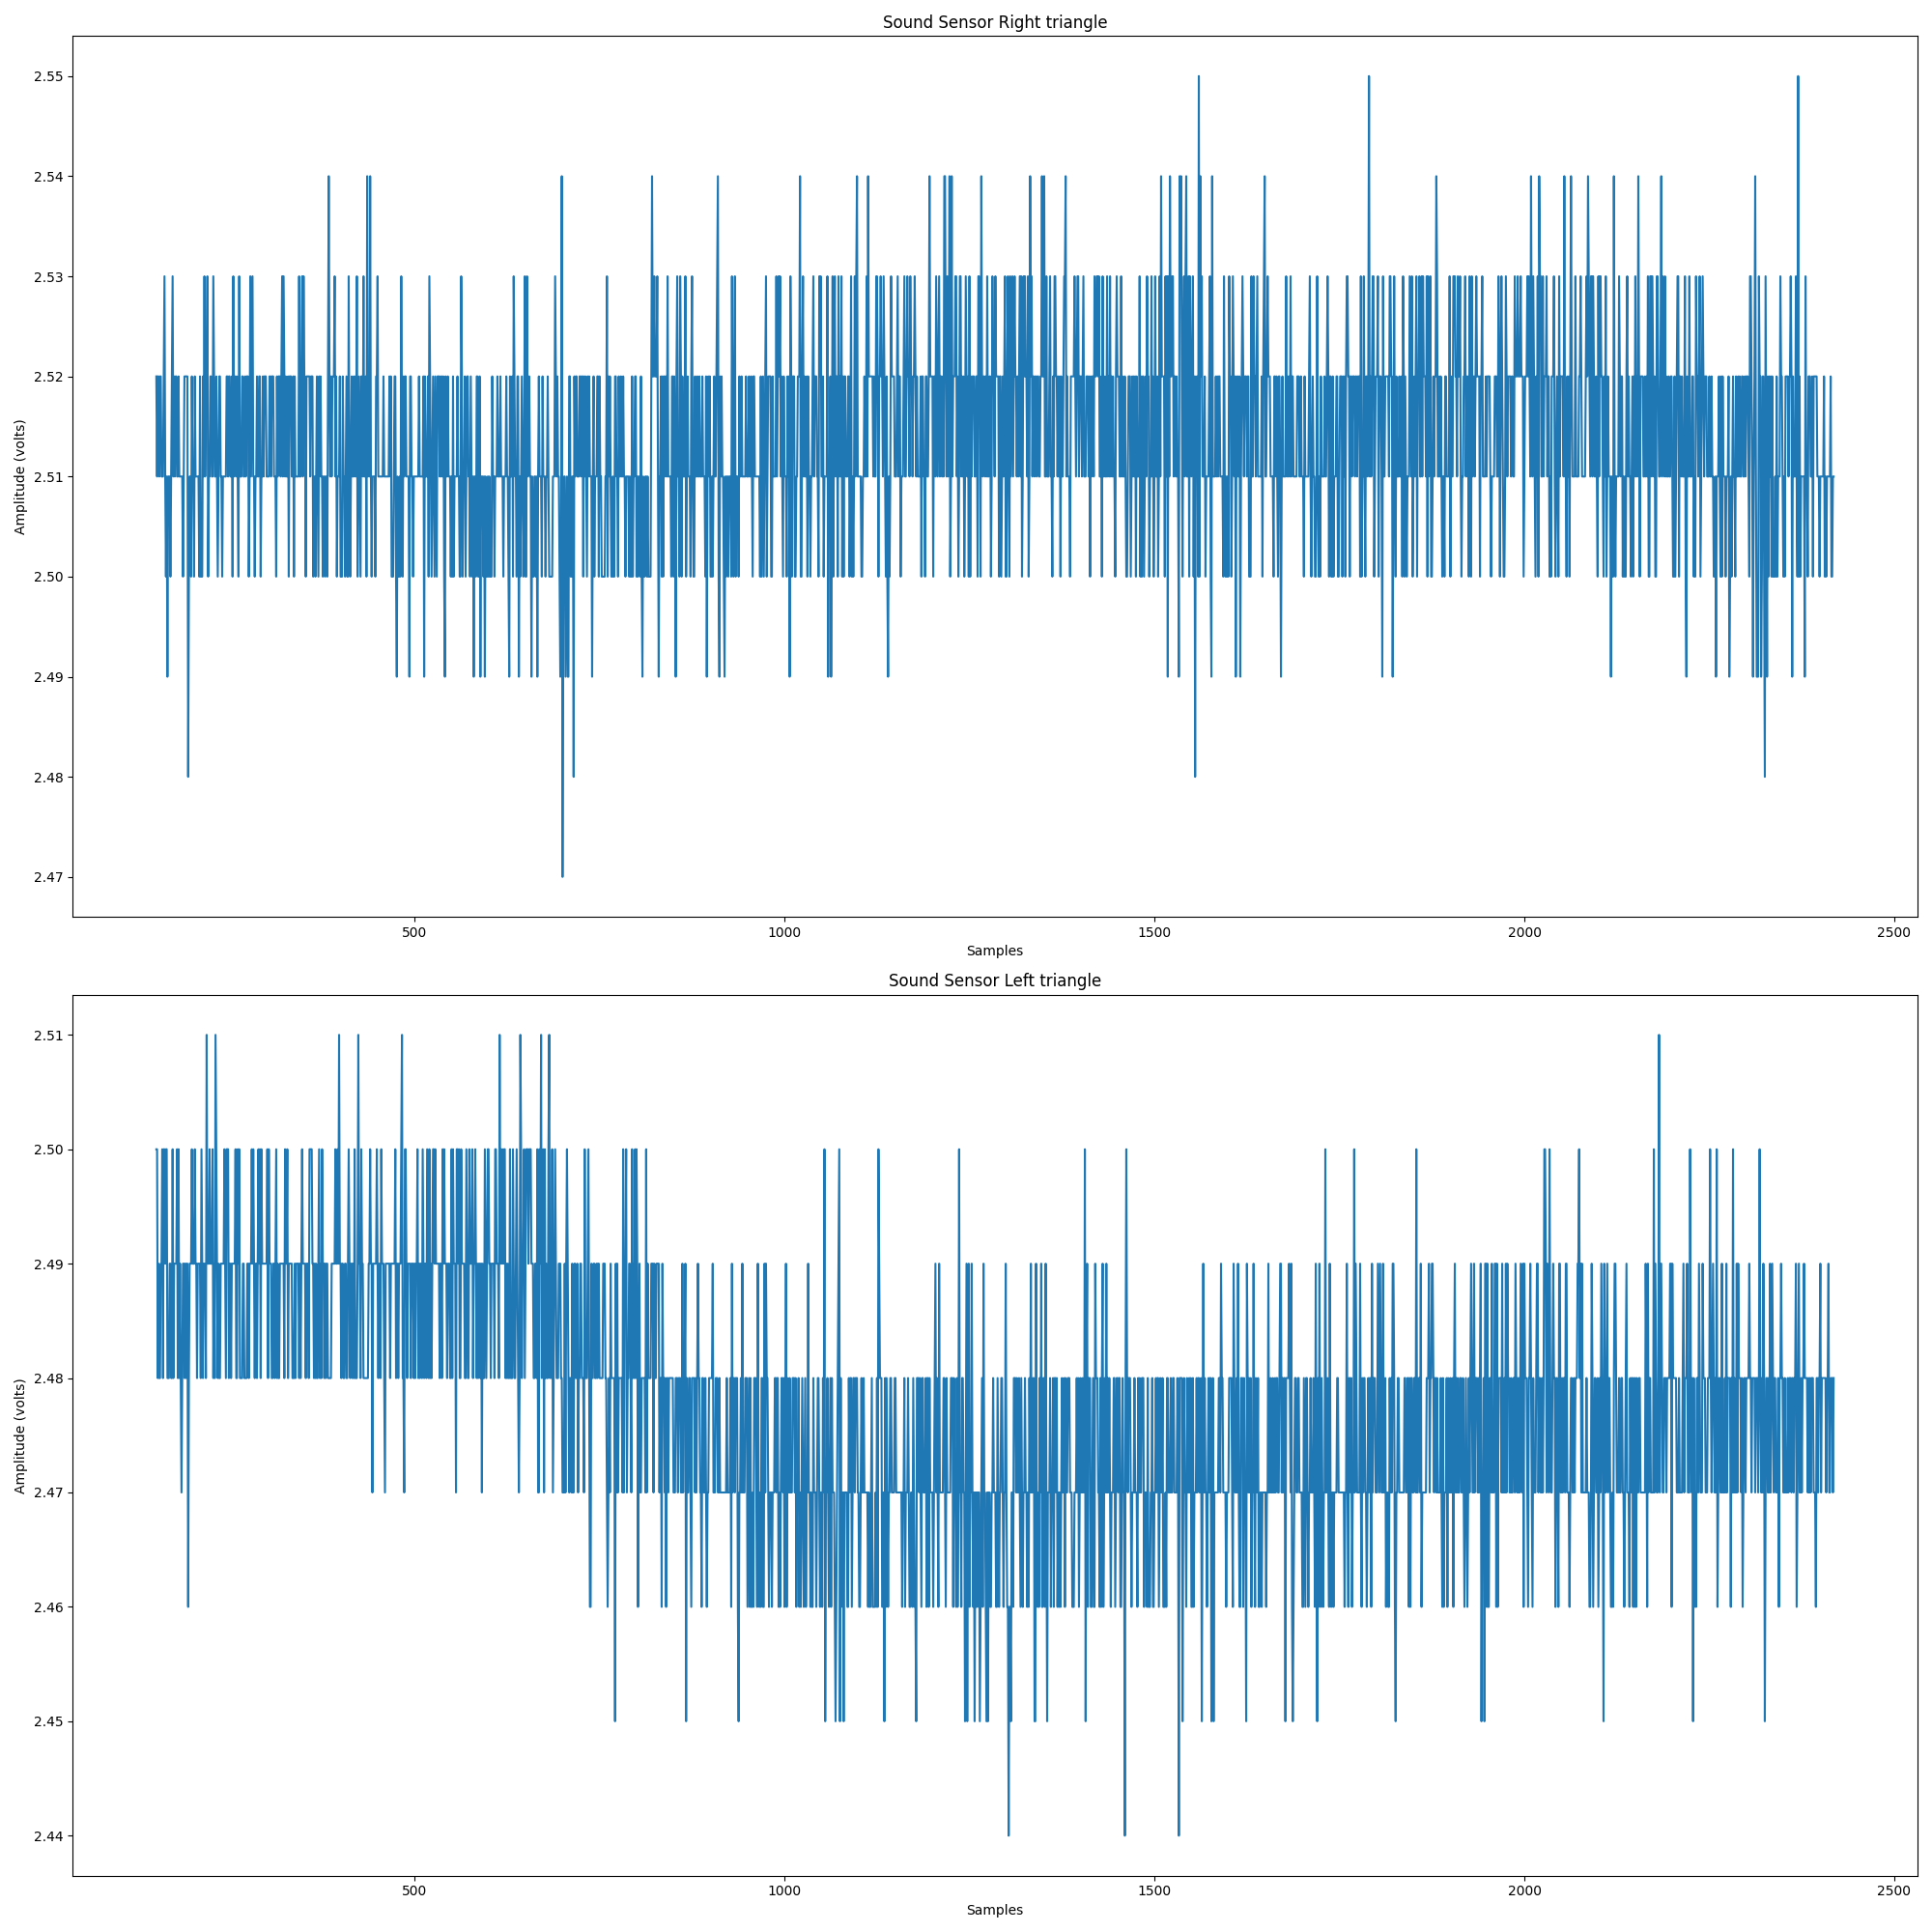 Sound Sensor Right triangle
2.55
2.54
2.53
2.52
2.51
2.50
2.49
2.48
2.47
Amplitude (volts)
500 1000 1500 2000 2500
Samples
Sound Sensor Left triangle
2.51
2.50
2.49
2.48
2.47
2.46
2.45
2.44
Amplitude (volts)
500 1000 1500 2000 2500
Samples